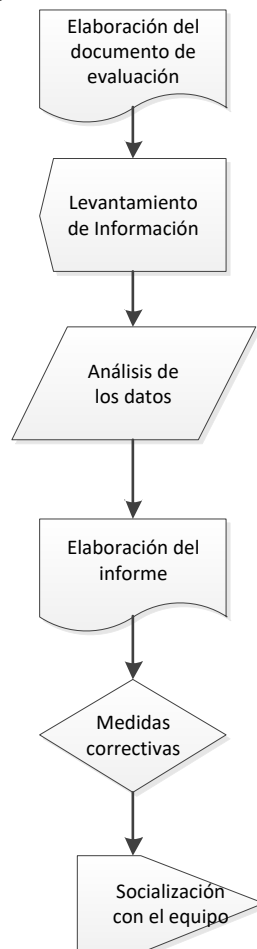 Elaboración del
documento de
evaluación
Levantamiento
de Información
Análisis de
los datos
Elaboración del
informe
Medidas
correctivas
Socialización
con el equipo